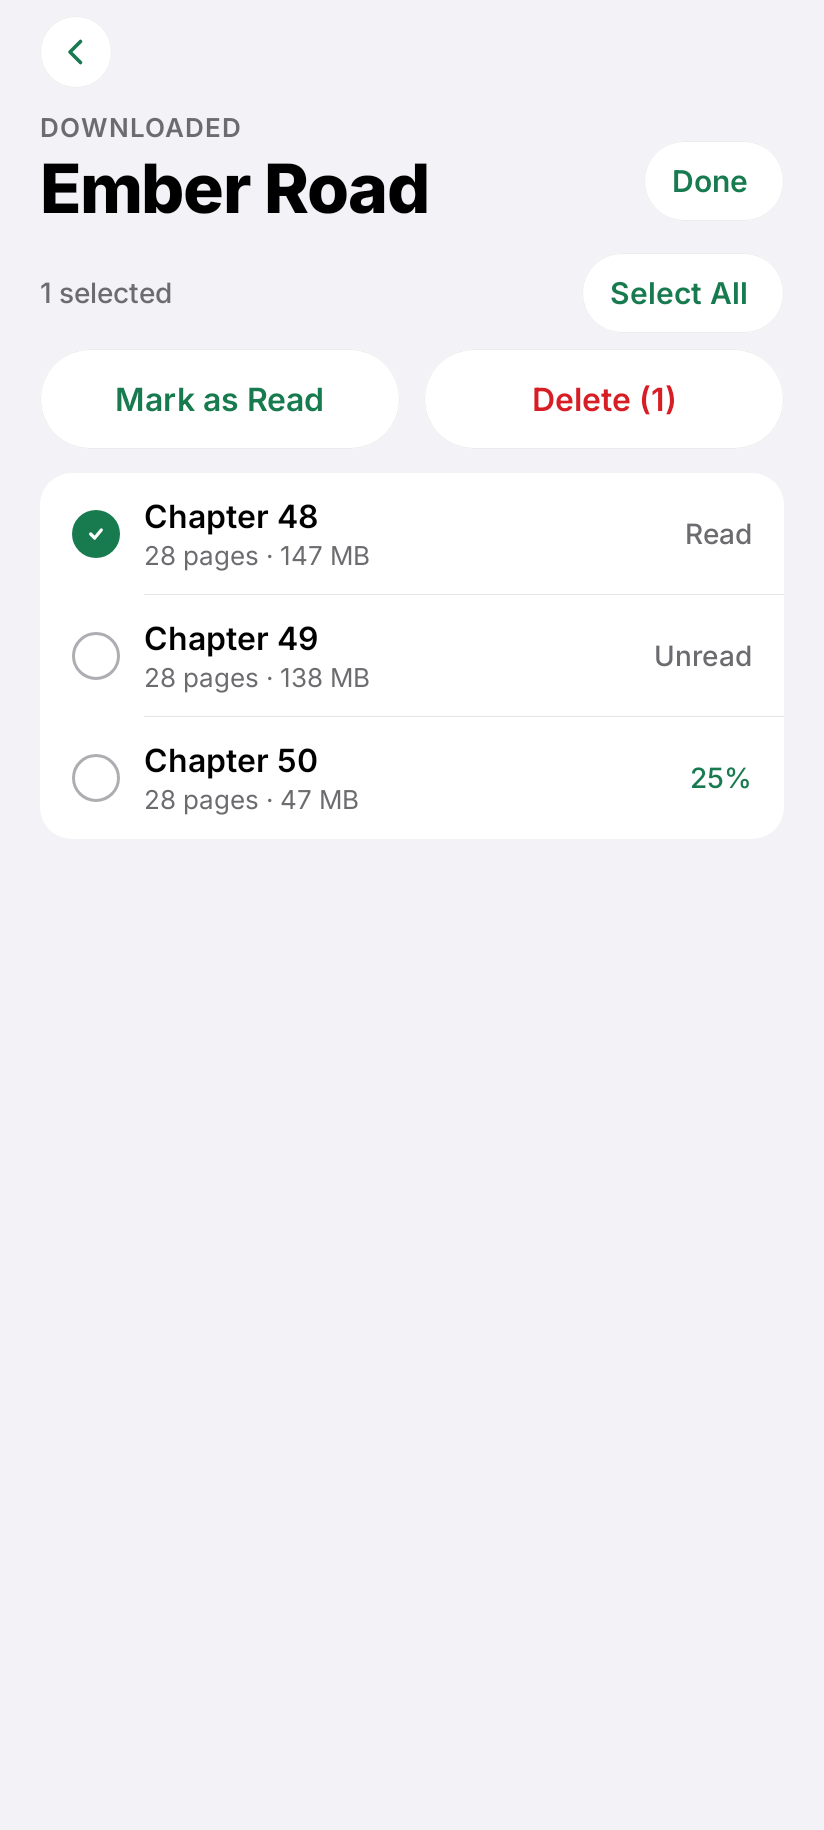 DOWNLOADED
Ember Road
Done
1 selected
Select All
Mark as Read
Delete (1)
Chapter 48
28 pages · 147 MB
Read
Chapter 49
28 pages · 138 MB
Unread
Chapter 50
28 pages · 47 MB
25%